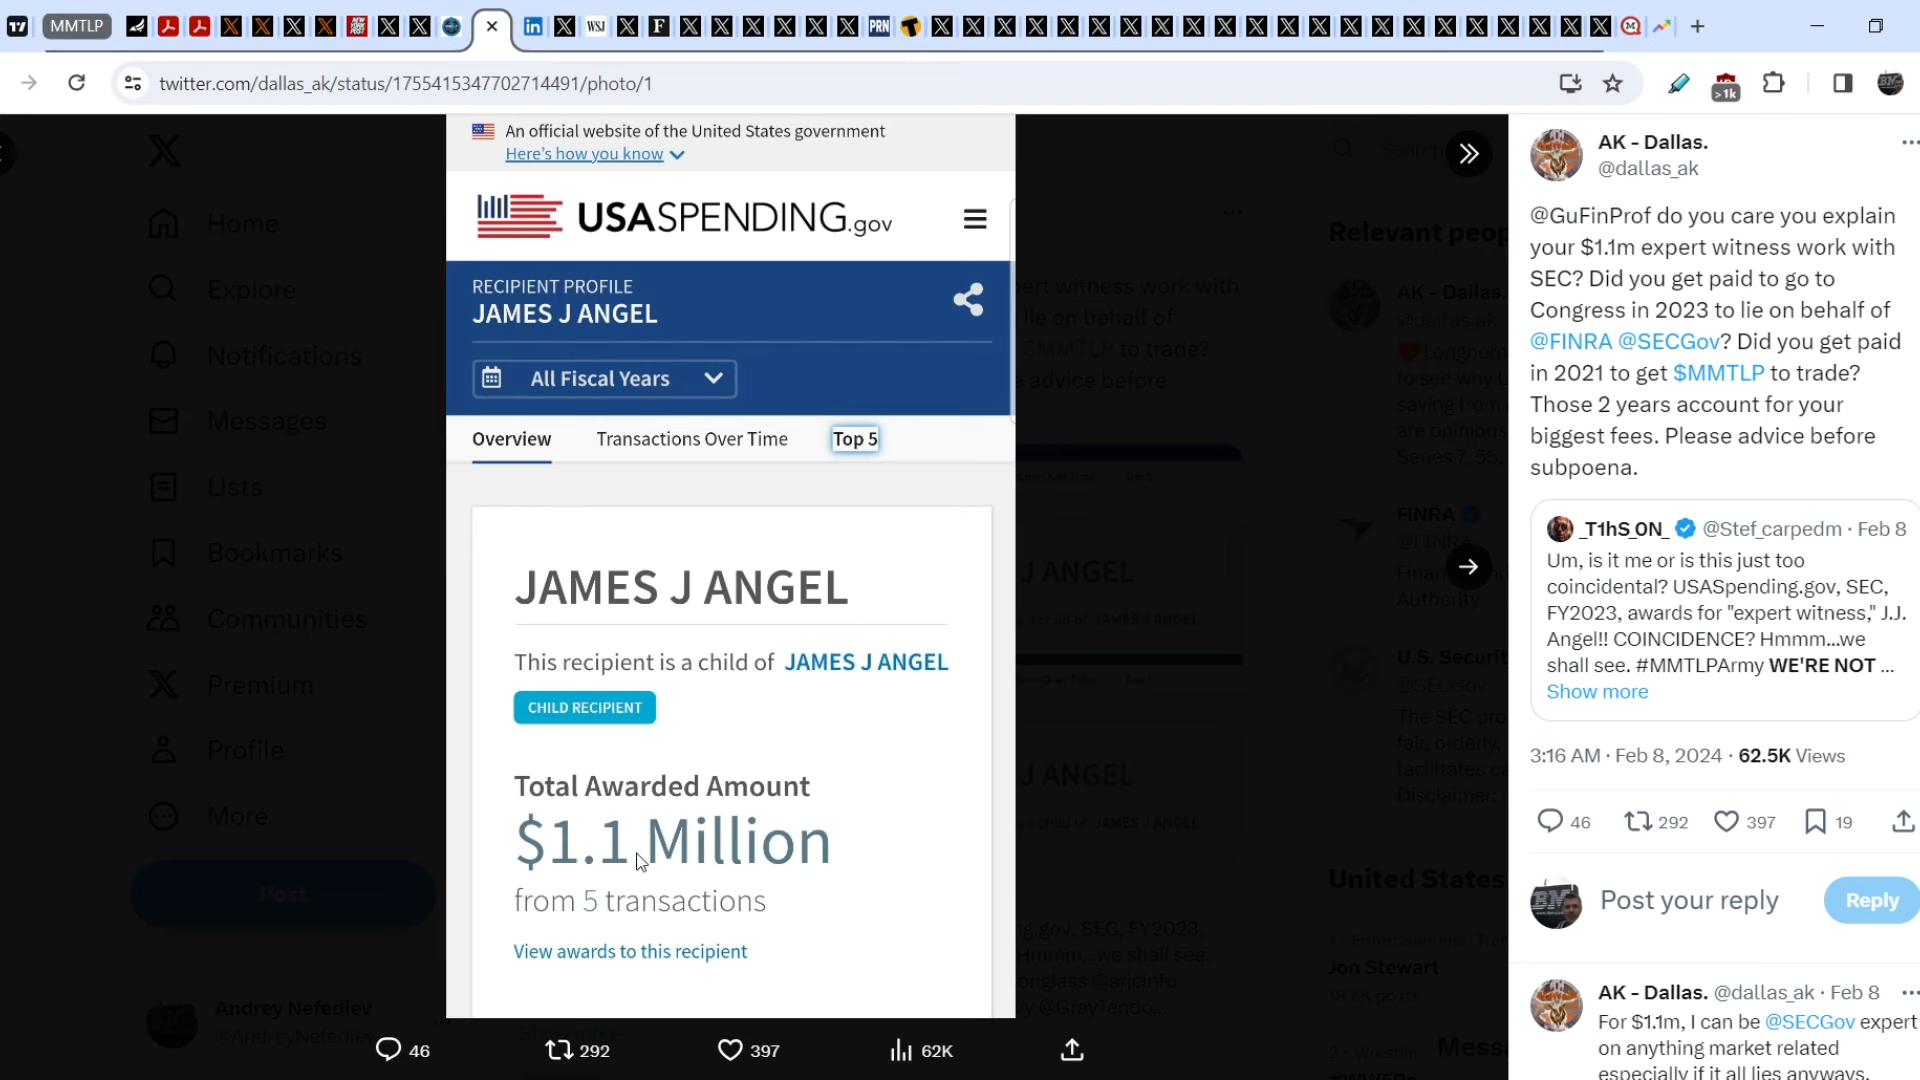 MMTLP
twitter.com/dallas_ak/status/1755415347702714491/photo/1
>1k
An official website of the United States government
Here's how you know
USASPENDING.gov
RECIPIENT PROFILE
JAMES J ANGEL
All Fiscal Years
Overview Transactions Over Time Top 5
JAMES J ANGEL
This recipient is a child of JAMES J ANGEL
CHILD RECIPIENT
Total Awarded Amount
$1.1 Million
from 5 transactions
View awards to this recipient
46 292 397 62K
Home
Explore
Notifications
Messages
Lists
Bookmarks
Communities
Premium
Profile
More
Post
Andrey Nefediev
AK - Dallas.
@dallas_ak
@GuFinProf do you care you explain
your $1.1m expert witness work with
SEC? Did you get paid to go to
Congress in 2023 to lie on behalf of
@FINRA @SECGov? Did you get paid
in 2021 to get $MMTLP to trade?
Those 2 years account for your
biggest fees. Please advice before
subpoena.
_T1hS_0N_ @Stef_carpedm · Feb 8
Um, is it me or is this just too
coincidental? USASpending.gov, SEC,
FY2023, awards for "expert witness," J.J.
Angel!! COINCIDENCE? Hmmm...we
shall see. #MMTLPArmy WE'RE NOT ...
Show more
3:16 AM · Feb 8, 2024 · 62.5K Views
46 292 397 19
Post your reply
Reply
AK - Dallas. @dallas_ak · Feb 8
For $1.1m, I can be @SECGov expert
on anything market related
especially if it all lies anyways.